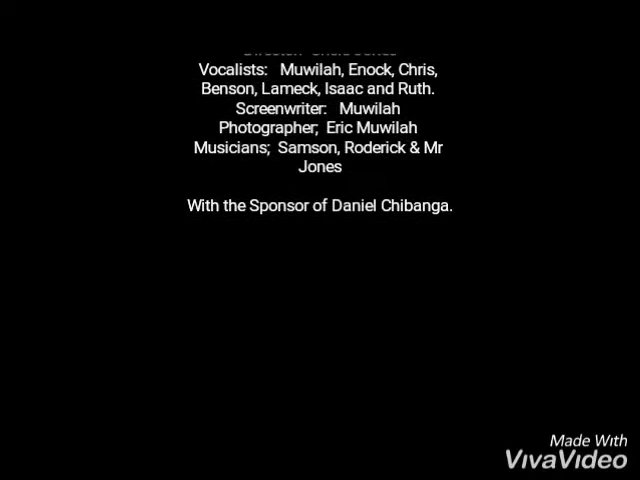 Vocalists:   Muwilah, Enock, Chris,
Benson, Lameck, Isaac and Ruth.
Screenwriter:   Muwilah
Photographer;  Eric Muwilah
Musicians;  Samson, Roderick & Mr
Jones
With the Sponsor of Daniel Chibanga.
Made With
VivaVideo